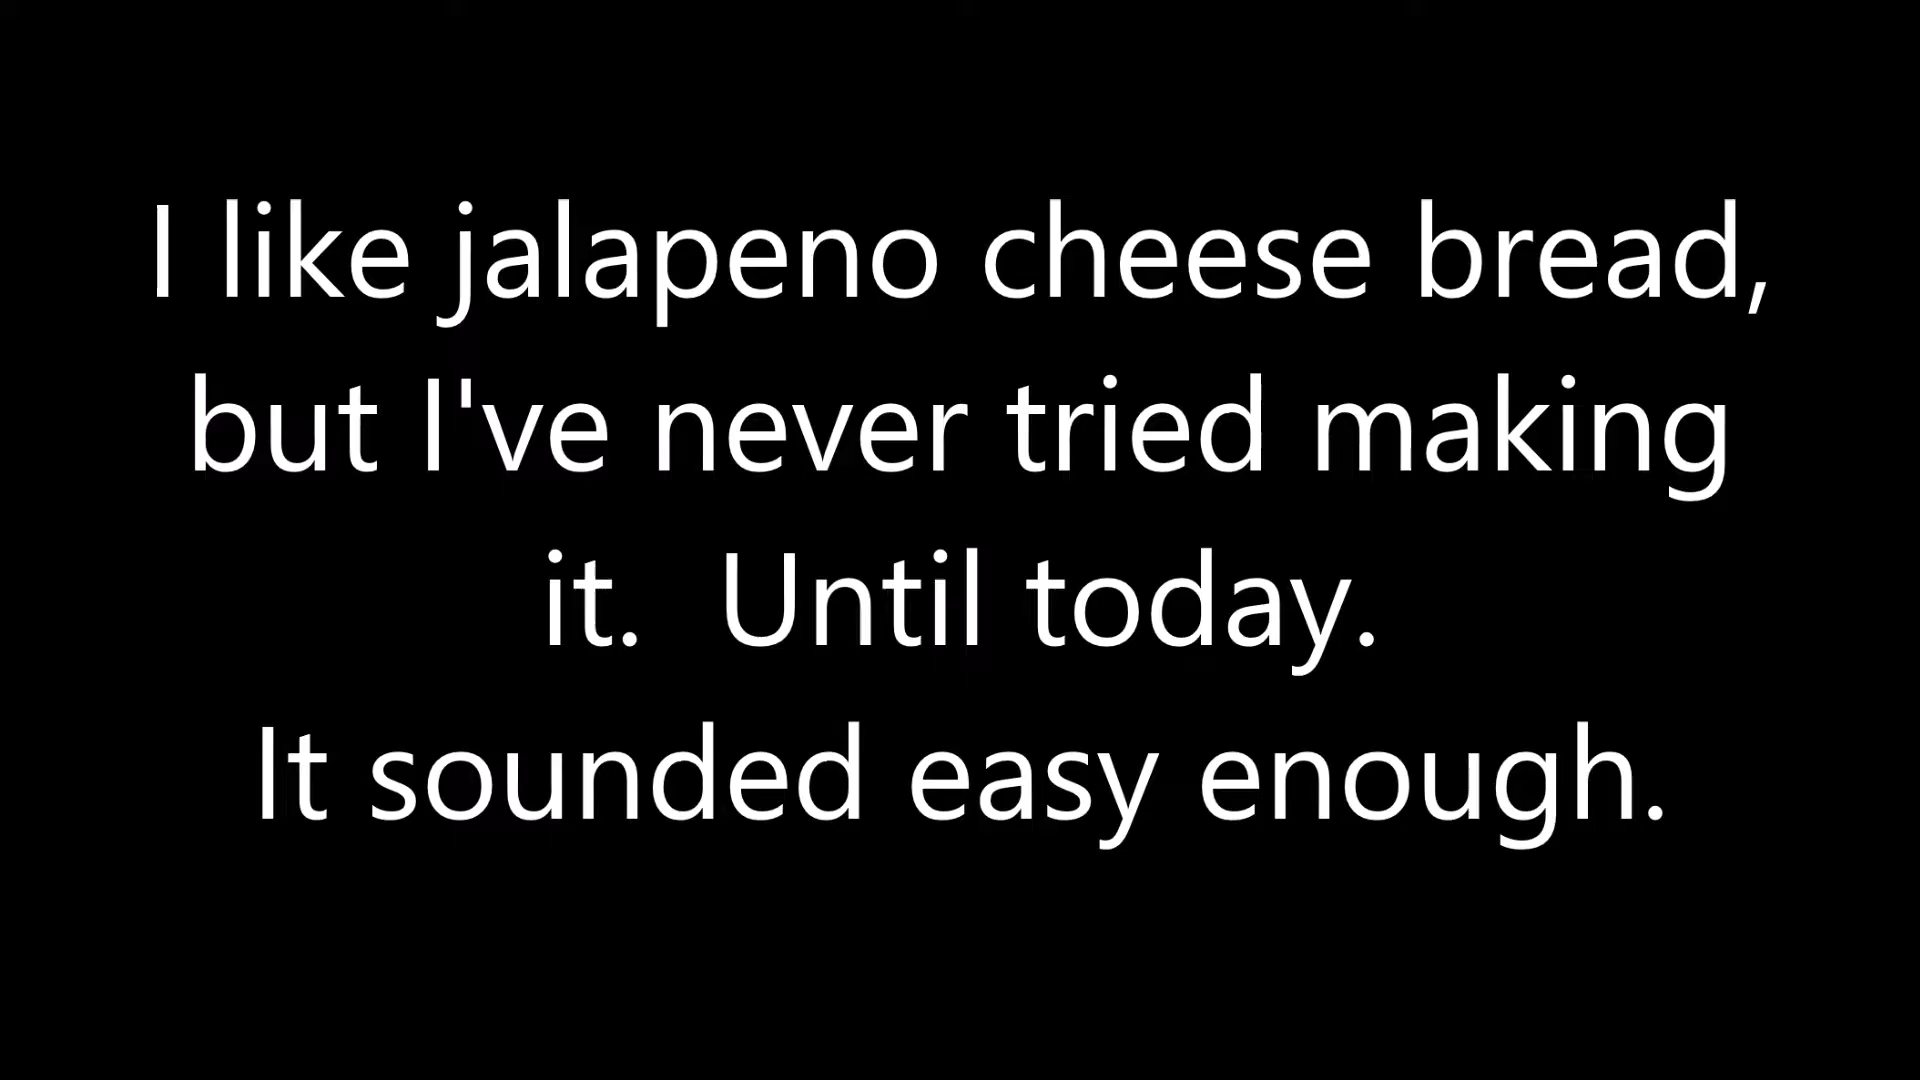 I like jalapeno cheese bread,
but I've never tried making
it.  Until today.
It sounded easy enough.